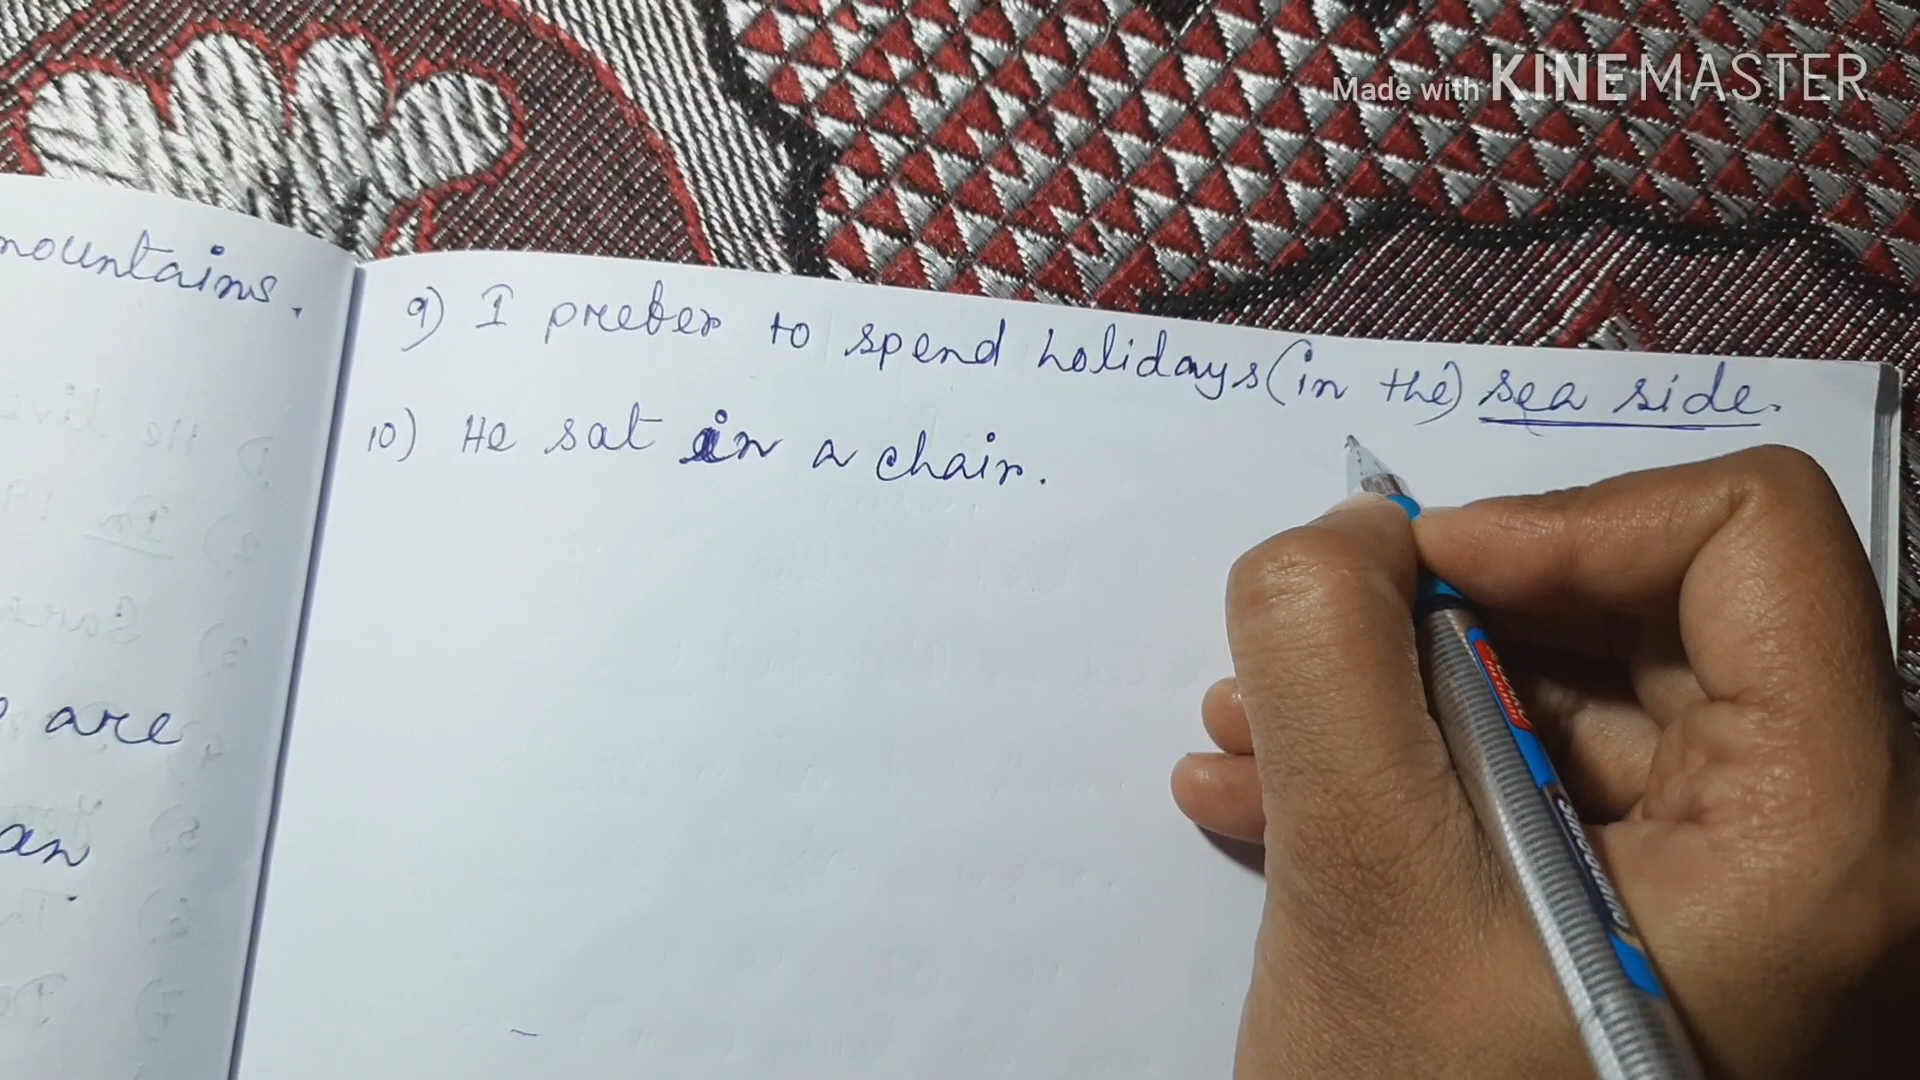 Made with KINEMASTER
mountains.
are
an
9) I prefer to spend holidays (in the) sea side.
10) He sat in a chair.